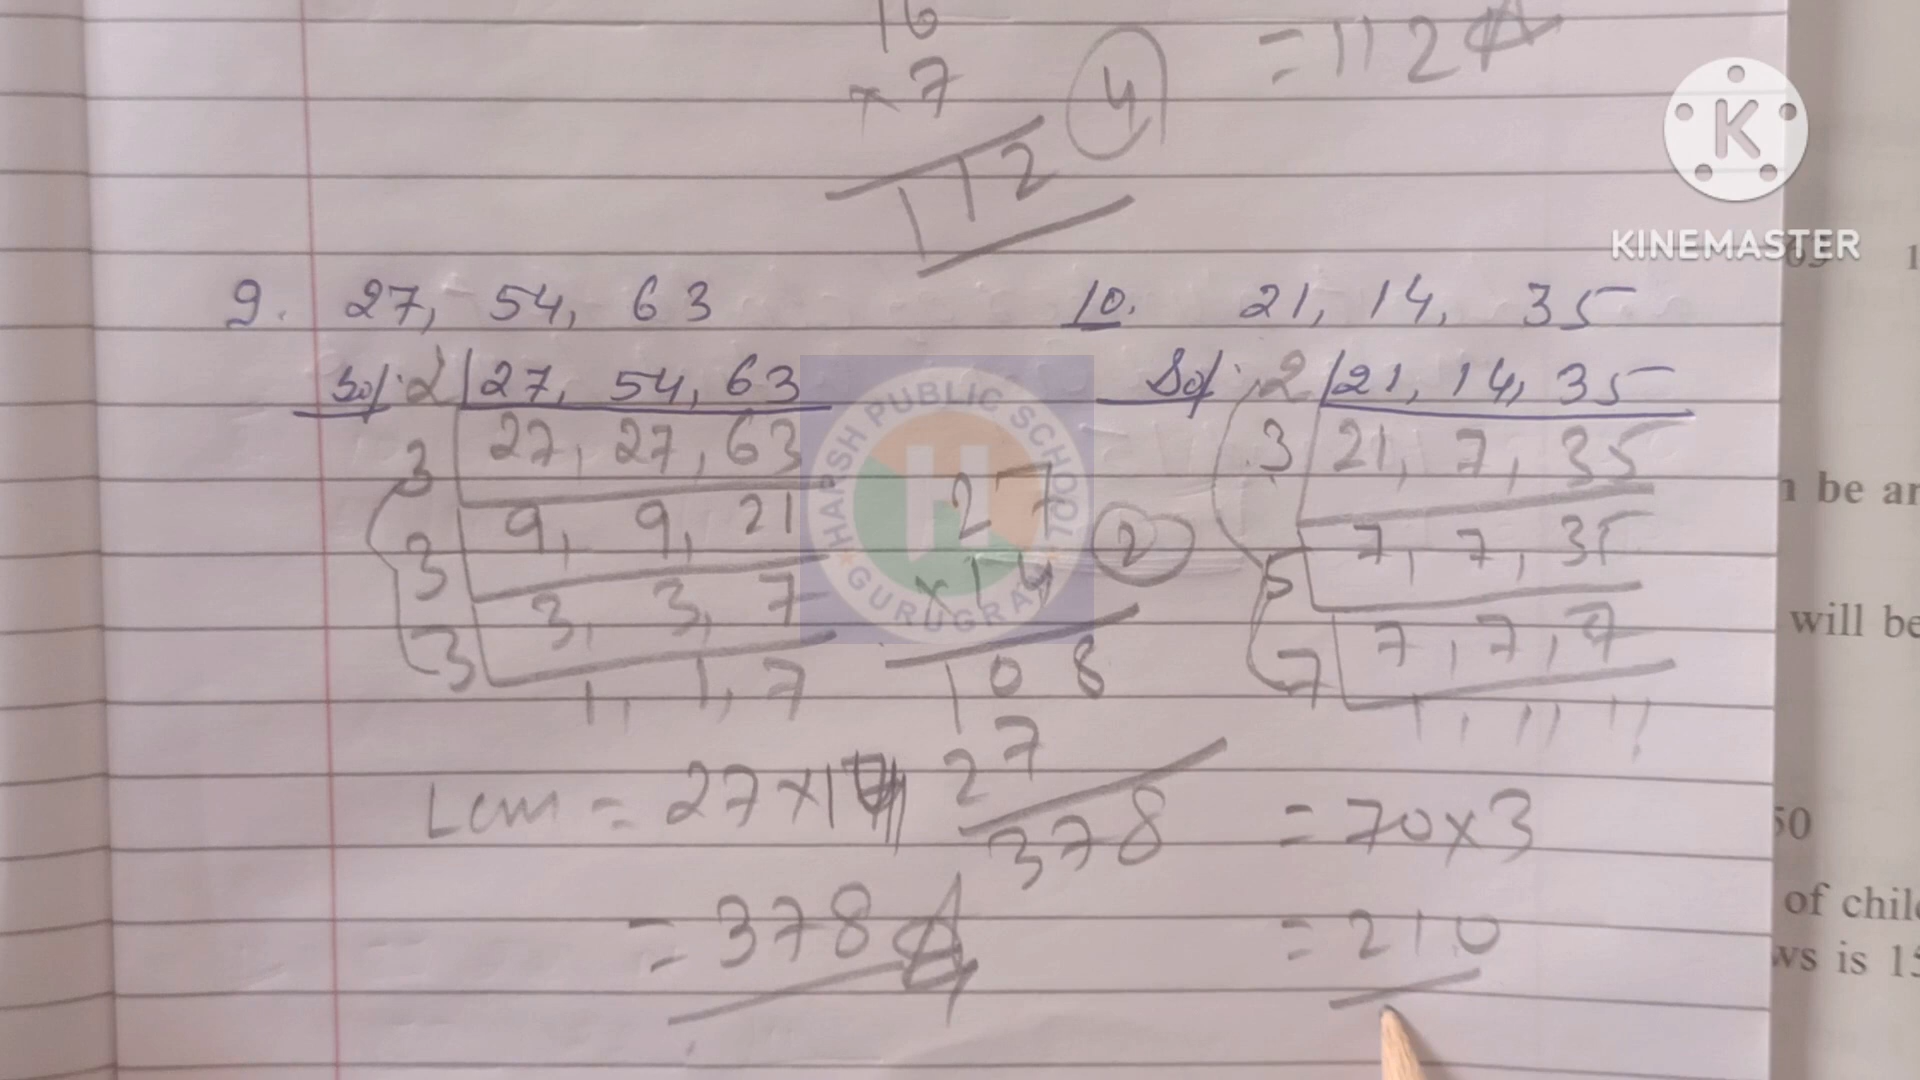 16
× 7
112
4
= 112
KINEMASTER
9. 27, 54, 63
Sol: 2 27, 54, 63
3 27, 27, 63
3 9, 9, 21
3 3, 3, 7
1, 1, 7
27
×14
2
108
27
378
Lcm = 27×14
= 378
10. 21, 14, 35
Sol: 2 21, 14, 35
3 21, 7, 35
5 7, 7, 35
7 7, 7, 7
1, 1, 1
= 70×3
= 210
HARSH PUBLIC SCHOOL
H
GURUGRAM
be
will be
50
of
ws is 15